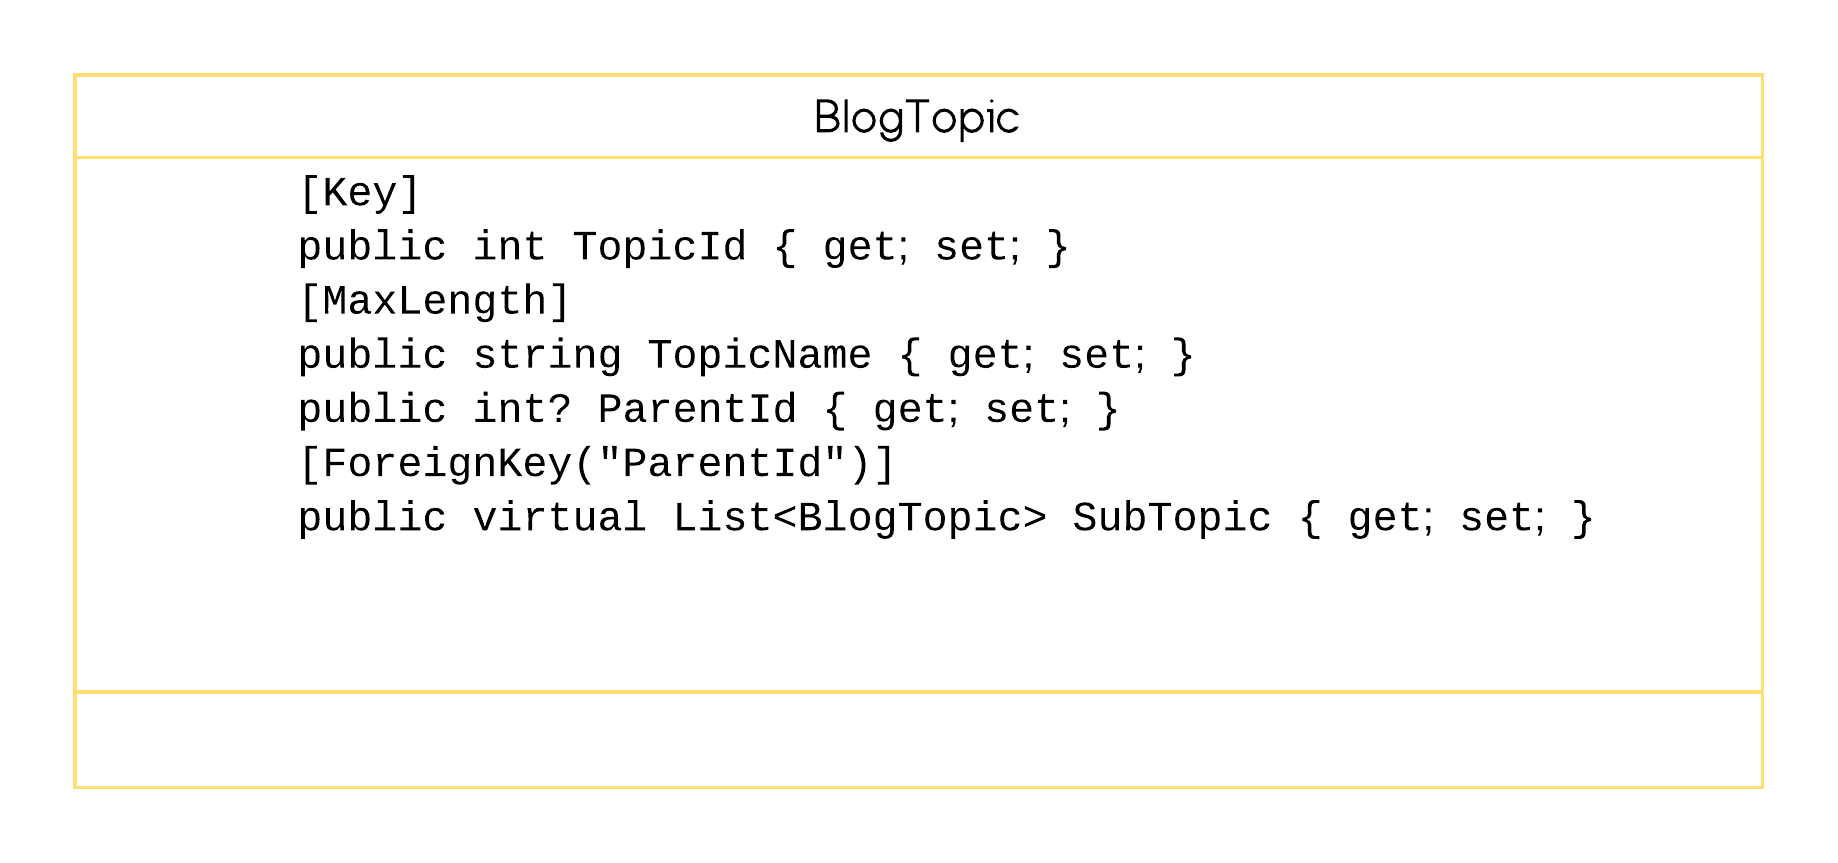 BlogTopic
[Key]
public int TopicId { get; set; }
[MaxLength]
public string TopicName { get; set; }
public int? ParentId { get; set; }
[ForeignKey("ParentId")]
public virtual List<BlogTopic> SubTopic { get; set; }